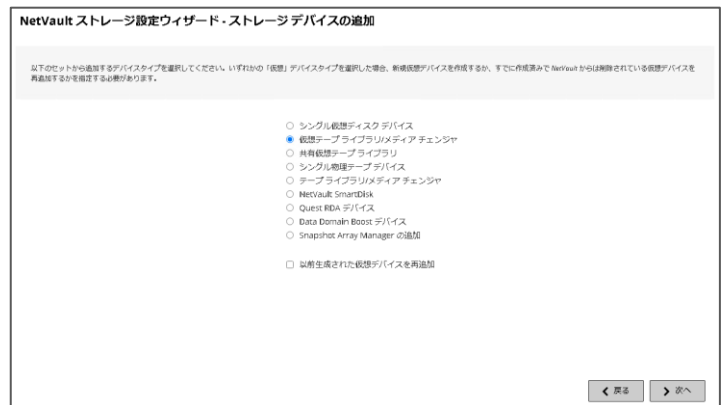 NetVault ストレージ設定ウィザード - ストレージ デバイスの追加
以下のセットから追加するデバイスタイプを選択してください。いずれかの「仮想」デバイスタイプを選択した場合、新規仮想デバイスを作成するか、すでに作成済みで NetVault からは削除されている仮想デバイスを
再追加するかを指定する必要があります。
シングル仮想ディスク デバイス
仮想テープ ライブラリ/メディア チェンジャ
共有仮想テープ ライブラリ
シングル物理テープ デバイス
テープ ライブラリ/メディア チェンジャ
NetVault SmartDisk
Quest RDA デバイス
Data Domain Boost デバイス
Snapshot Array Manager の追加
以前生成された仮想デバイスを再追加
戻る 次へ